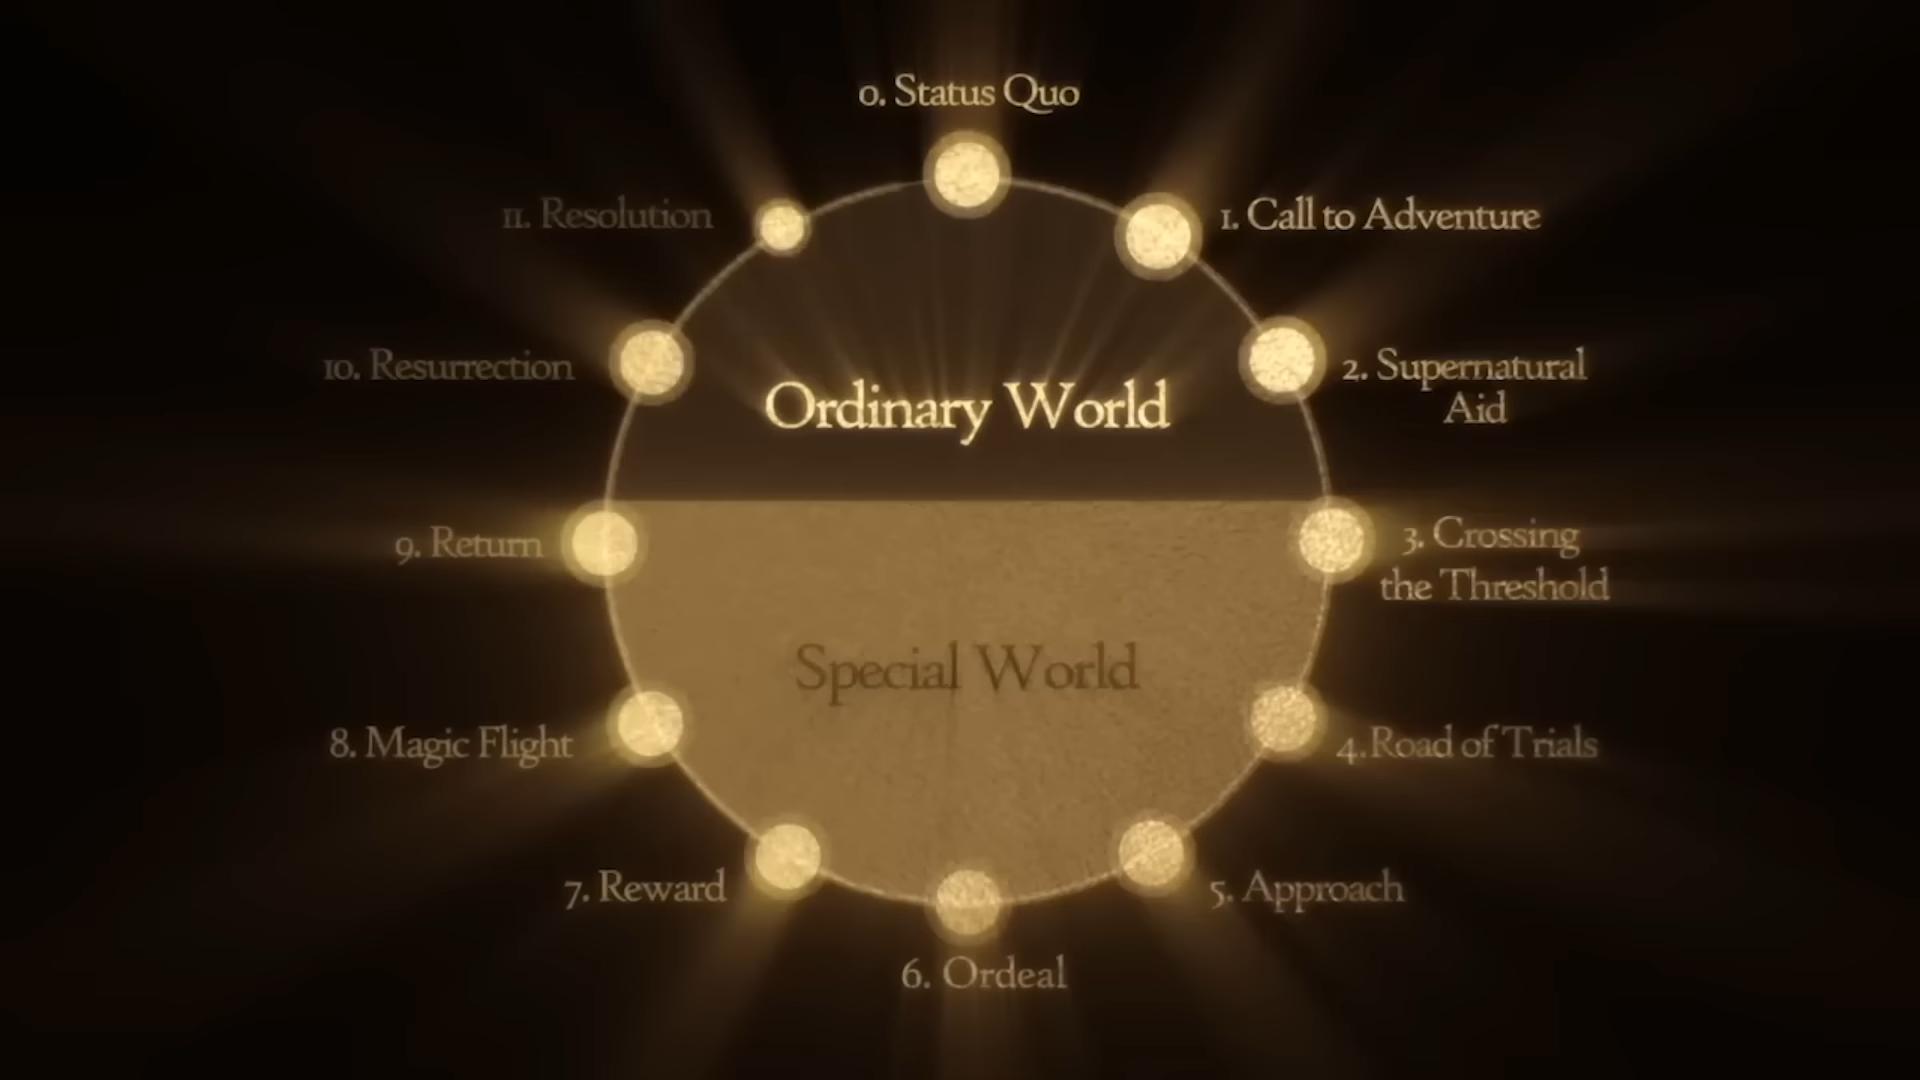 0. Status Quo
1. Call to Adventure
2. Supernatural
Aid
3. Crossing
the Threshold
4.Road of Trials
5. Approach
6. Ordeal
7. Reward
8. Magic Flight
9. Return
10. Resurrection
11. Resolution
Ordinary World
Special World